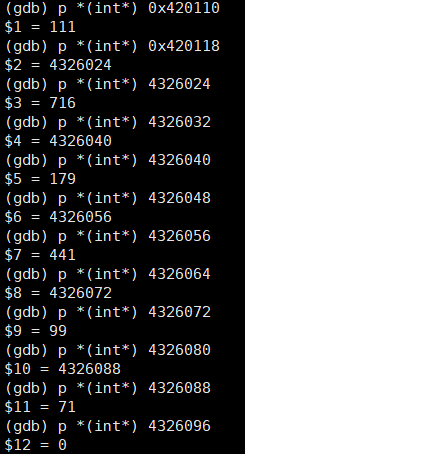 (gdb) p *(int*) 0x420110
$1 = 111
(gdb) p *(int*) 0x420118
$2 = 4326024
(gdb) p *(int*) 4326024
$3 = 716
(gdb) p *(int*) 4326032
$4 = 4326040
(gdb) p *(int*) 4326040
$5 = 179
(gdb) p *(int*) 4326048
$6 = 4326056
(gdb) p *(int*) 4326056
$7 = 441
(gdb) p *(int*) 4326064
$8 = 4326072
(gdb) p *(int*) 4326072
$9 = 99
(gdb) p *(int*) 4326080
$10 = 4326088
(gdb) p *(int*) 4326088
$11 = 71
(gdb) p *(int*) 4326096
$12 = 0